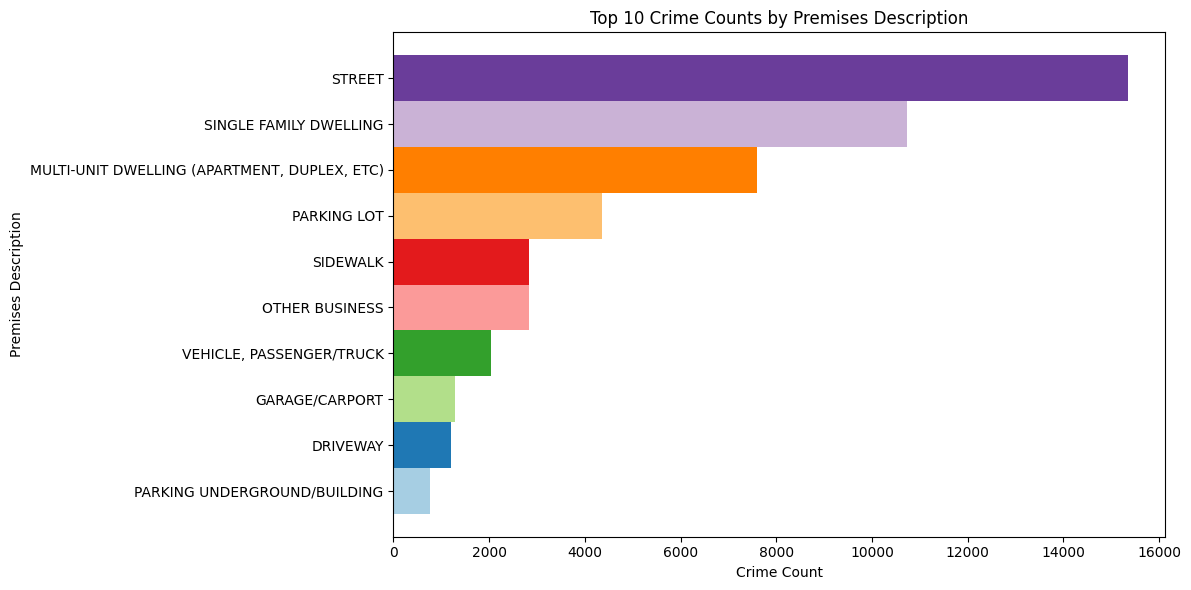 Top 10 Crime Counts by Premises Description
Premises Description
STREET
SINGLE FAMILY DWELLING
MULTI-UNIT DWELLING (APARTMENT, DUPLEX, ETC)
PARKING LOT
SIDEWALK
OTHER BUSINESS
VEHICLE, PASSENGER/TRUCK
GARAGE/CARPORT
DRIVEWAY
PARKING UNDERGROUND/BUILDING
0 2000 4000 6000 8000 10000 12000 14000 16000
Crime Count